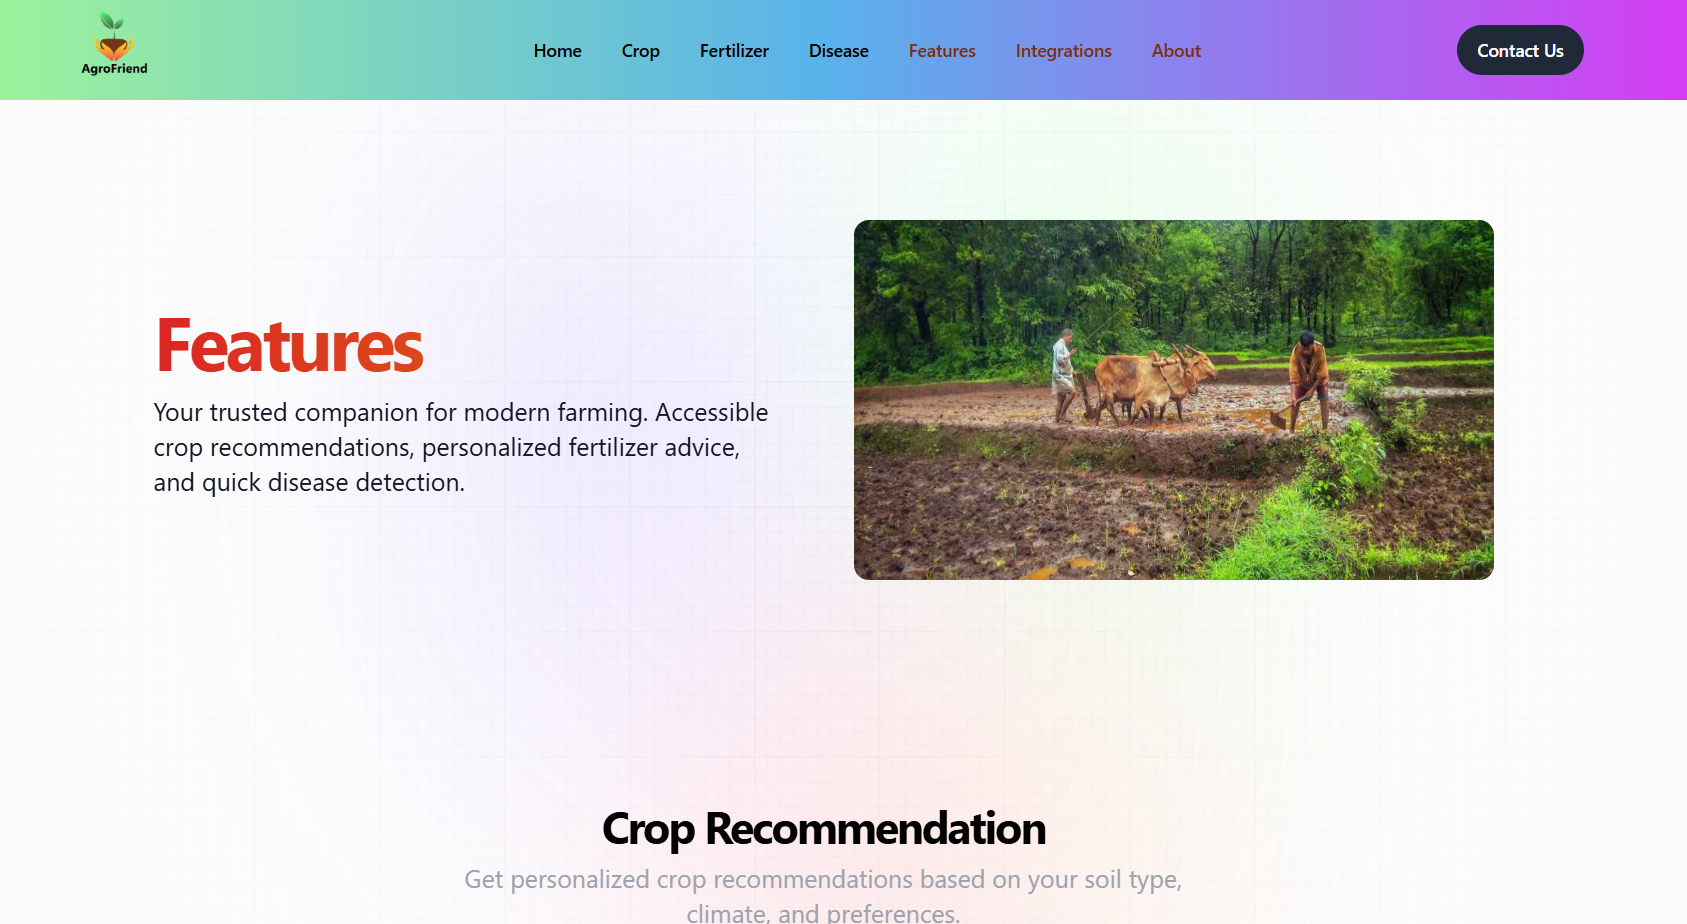 AgroFriend
Home Crop Fertilizer Disease Features Integrations About
Contact Us
Features
Your trusted companion for modern farming. Accessible
crop recommendations, personalized fertilizer advice,
and quick disease detection.
Crop Recommendation
Get personalized crop recommendations based on your soil type,
climate, and preferences.